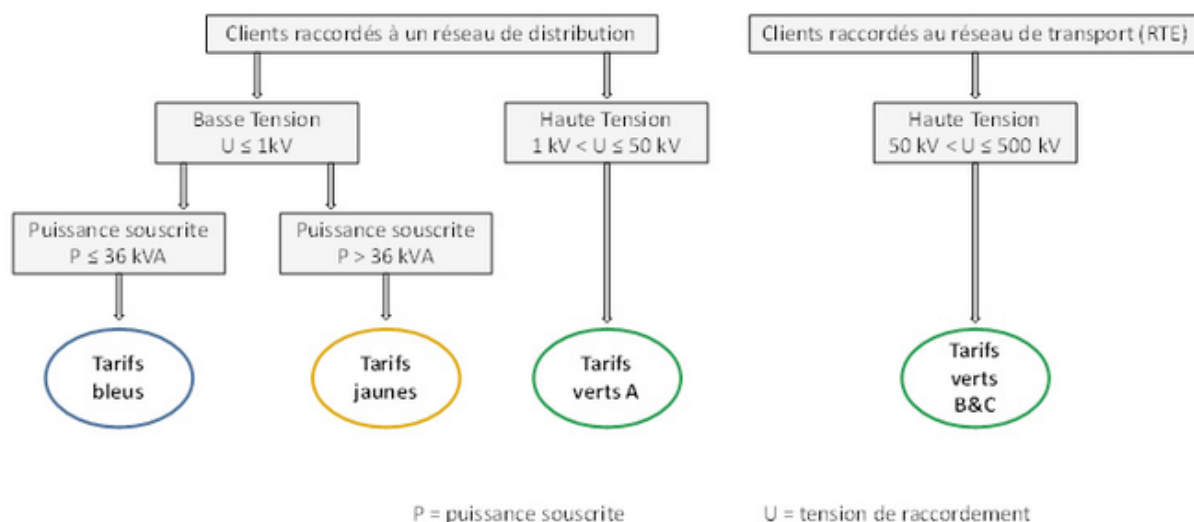 Clients raccordés à un réseau de distribution
Clients raccordés au réseau de transport (RTE)
Basse Tension
U ≤ 1kV
Haute Tension
1 kV < U ≤ 50 kV
Haute Tension
50 kV < U ≤ 500 kV
Puissance souscrite
P ≤ 36 kVA
Puissance souscrite
P > 36 kVA
Tarifs
bleus
Tarifs
jaunes
Tarifs
verts A
Tarifs
verts
B&C
P = puissance souscrite
U = tension de raccordement